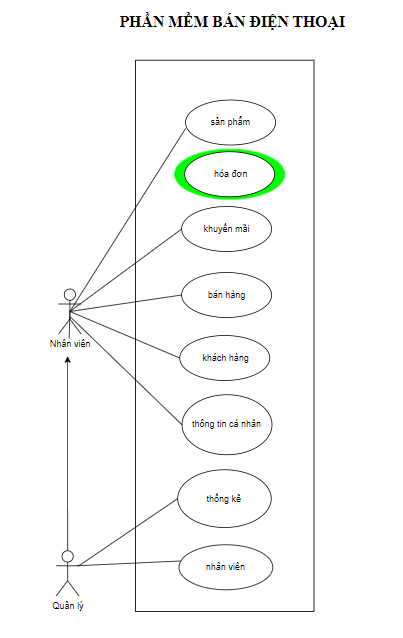 PHẦN MỀM BÁN ĐIỆN THOẠI
sản phẩm
hóa đơn
khuyến mãi
bán hàng
Nhân viên
khách hàng
thông tin cá nhân
thống kê
nhân viên
Quản lý